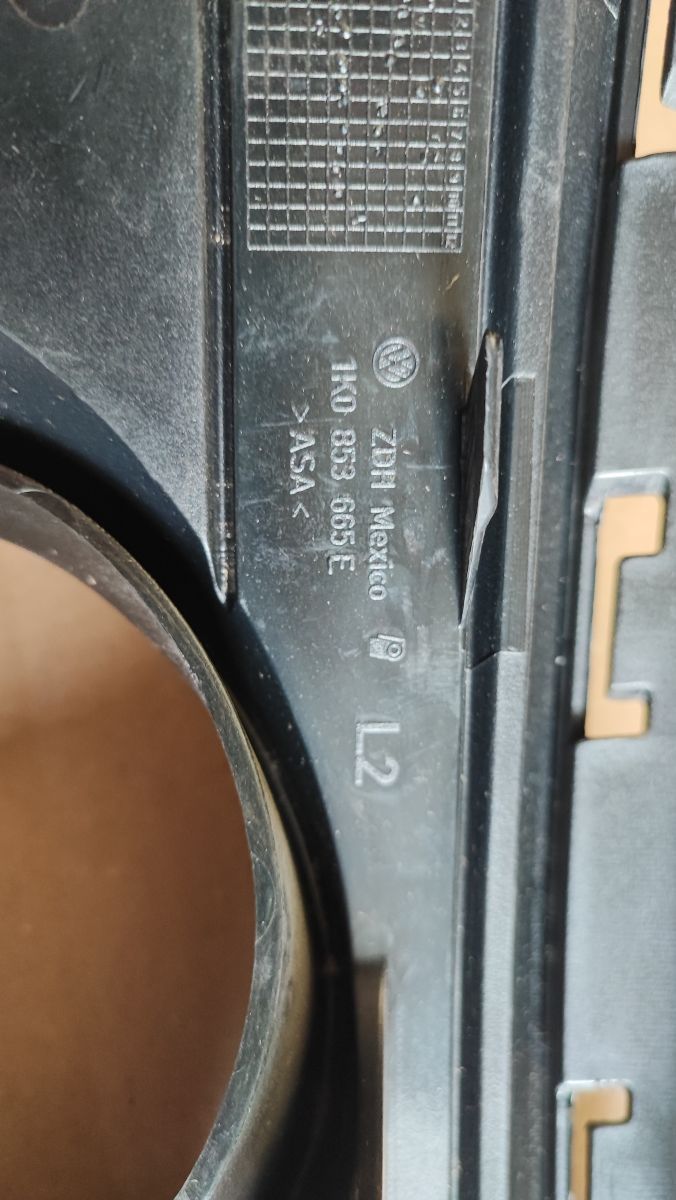 ZDH Mexico
1K0 853 665E
>ASA<
L2